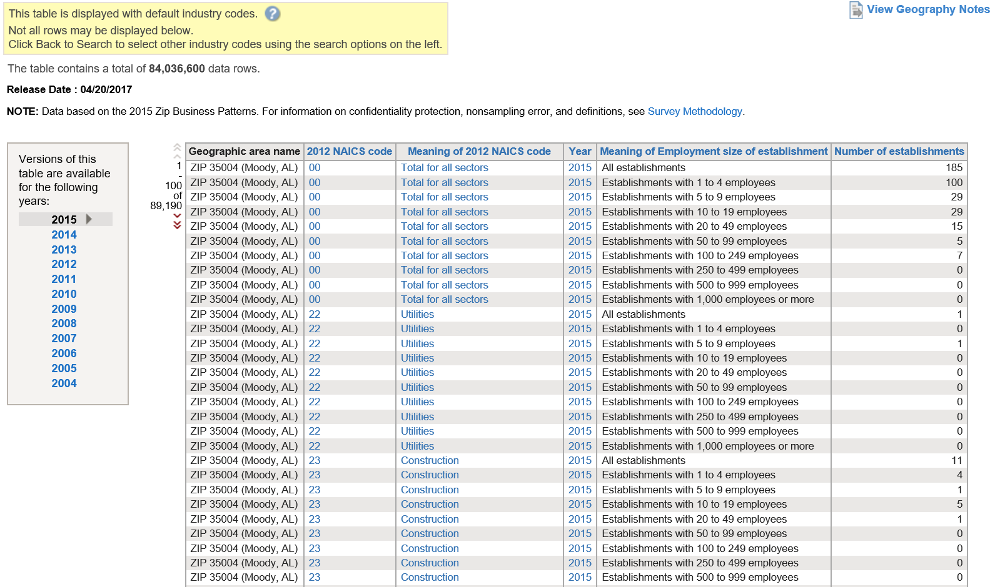 This table is displayed with default industry codes. ?
Not all rows may be displayed below.
Click Back to Search to select other industry codes using the search options on the left.
View Geography Notes
The table contains a total of 84,036,600 data rows.
Release Date : 04/20/2017
NOTE: Data based on the 2015 Zip Business Patterns. For information on confidentiality protection, nonsampling error, and definitions, see Survey Methodology.
Versions of this
table are available
for the following
years:
2015
2014
2013
2012
2011
2010
2009
2008
2007
2006
2005
2004
1
-
100
of
89,190
Geographic area name 2012 NAICS code Meaning of 2012 NAICS code Year Meaning of Employment size of establishment Number of establishments
ZIP 35004 (Moody, AL) 00 Total for all sectors 2015 All establishments 185
ZIP 35004 (Moody, AL) 00 Total for all sectors 2015 Establishments with 1 to 4 employees 100
ZIP 35004 (Moody, AL) 00 Total for all sectors 2015 Establishments with 5 to 9 employees 29
ZIP 35004 (Moody, AL) 00 Total for all sectors 2015 Establishments with 10 to 19 employees 29
ZIP 35004 (Moody, AL) 00 Total for all sectors 2015 Establishments with 20 to 49 employees 15
ZIP 35004 (Moody, AL) 00 Total for all sectors 2015 Establishments with 50 to 99 employees 5
ZIP 35004 (Moody, AL) 00 Total for all sectors 2015 Establishments with 100 to 249 employees 7
ZIP 35004 (Moody, AL) 00 Total for all sectors 2015 Establishments with 250 to 499 employees 0
ZIP 35004 (Moody, AL) 00 Total for all sectors 2015 Establishments with 500 to 999 employees 0
ZIP 35004 (Moody, AL) 00 Total for all sectors 2015 Establishments with 1,000 employees or more 0
ZIP 35004 (Moody, AL) 22 Utilities 2015 All establishments 1
ZIP 35004 (Moody, AL) 22 Utilities 2015 Establishments with 1 to 4 employees 0
ZIP 35004 (Moody, AL) 22 Utilities 2015 Establishments with 5 to 9 employees 1
ZIP 35004 (Moody, AL) 22 Utilities 2015 Establishments with 10 to 19 employees 0
ZIP 35004 (Moody, AL) 22 Utilities 2015 Establishments with 20 to 49 employees 0
ZIP 35004 (Moody, AL) 22 Utilities 2015 Establishments with 50 to 99 employees 0
ZIP 35004 (Moody, AL) 22 Utilities 2015 Establishments with 100 to 249 employees 0
ZIP 35004 (Moody, AL) 22 Utilities 2015 Establishments with 250 to 499 employees 0
ZIP 35004 (Moody, AL) 22 Utilities 2015 Establishments with 500 to 999 employees 0
ZIP 35004 (Moody, AL) 22 Utilities 2015 Establishments with 1,000 employees or more 0
ZIP 35004 (Moody, AL) 23 Construction 2015 All establishments 11
ZIP 35004 (Moody, AL) 23 Construction 2015 Establishments with 1 to 4 employees 4
ZIP 35004 (Moody, AL) 23 Construction 2015 Establishments with 5 to 9 employees 1
ZIP 35004 (Moody, AL) 23 Construction 2015 Establishments with 10 to 19 employees 5
ZIP 35004 (Moody, AL) 23 Construction 2015 Establishments with 20 to 49 employees 1
ZIP 35004 (Moody, AL) 23 Construction 2015 Establishments with 50 to 99 employees 0
ZIP 35004 (Moody, AL) 23 Construction 2015 Establishments with 100 to 249 employees 0
ZIP 35004 (Moody, AL) 23 Construction 2015 Establishments with 250 to 499 employees 0
ZIP 35004 (Moody, AL) 23 Construction 2015 Establishments with 500 to 999 employees 0